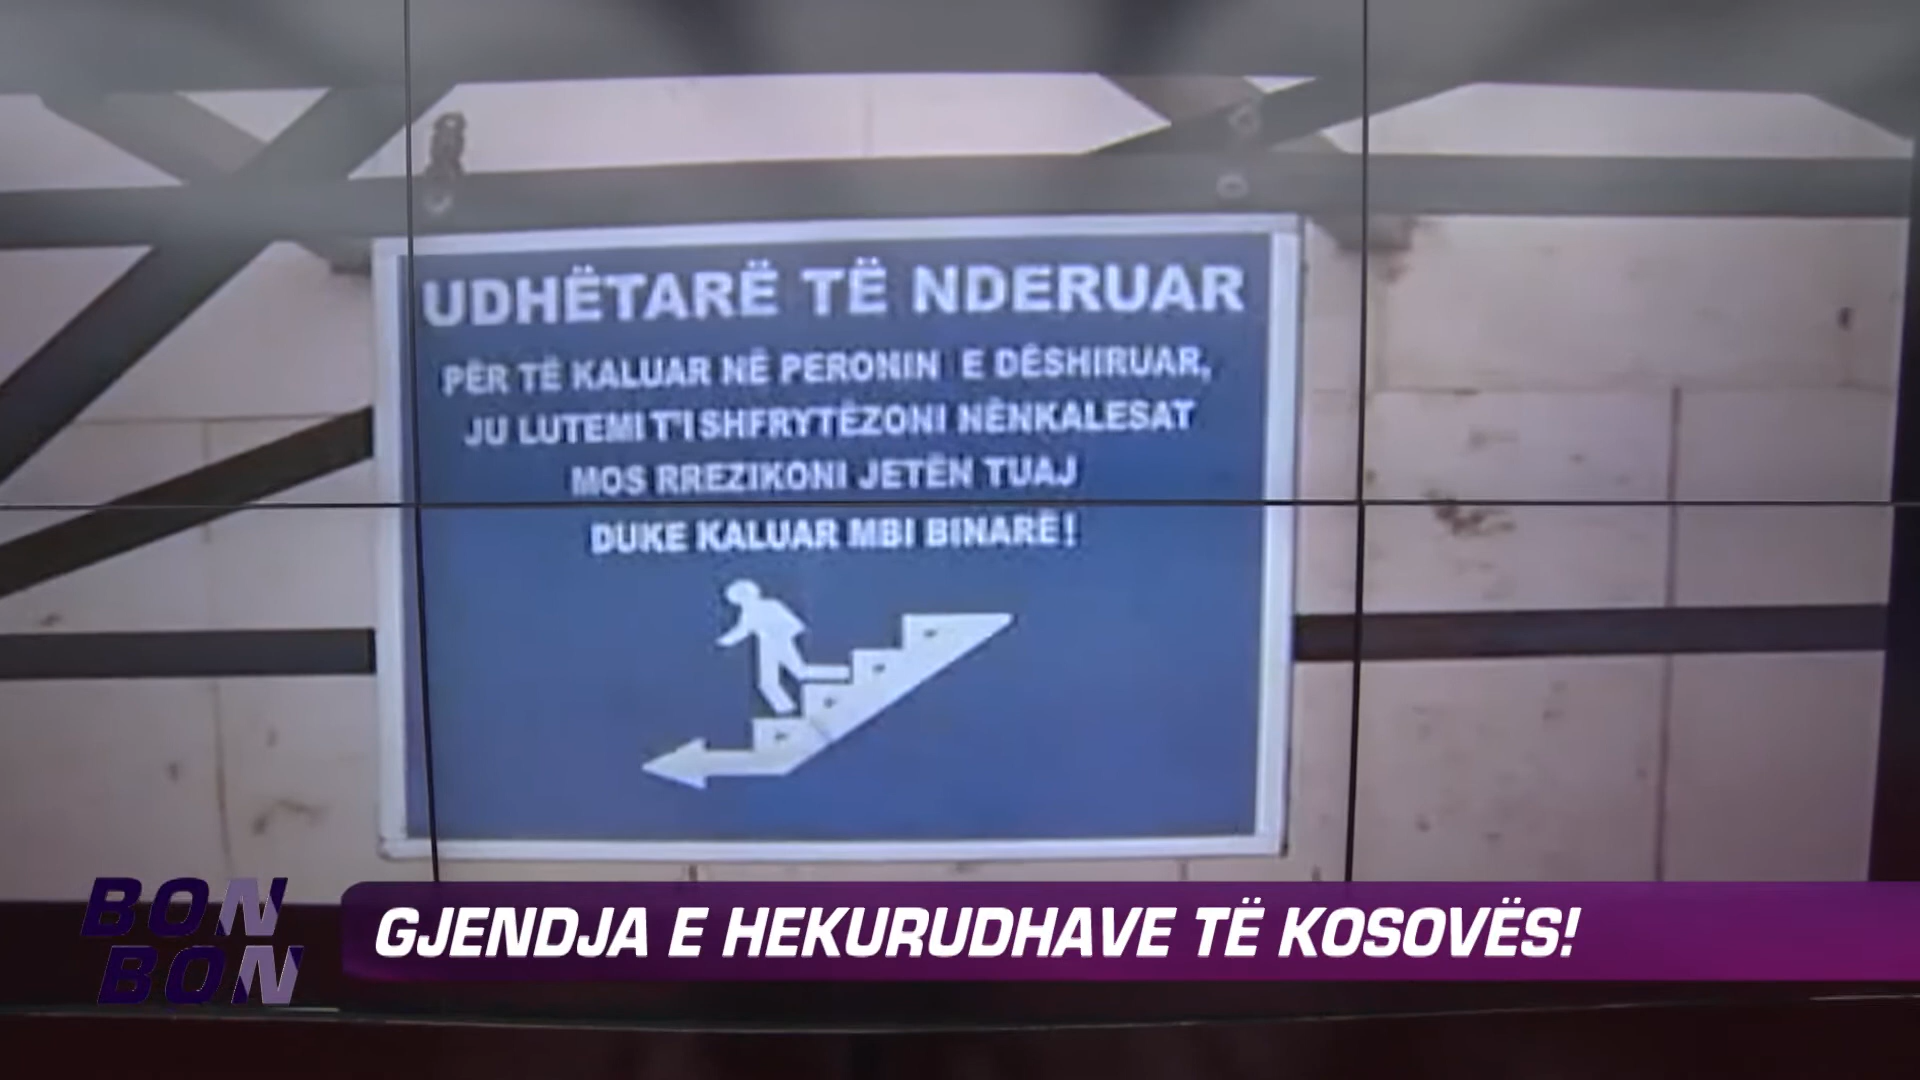 UDHËTARË TË NDERUAR
PËR TË KALUAR NË PERONIN E DËSHIRUAR,
JU LUTEMI T'I SHFRYTËZONI NËNKALESAT
MOS RREZIKONI JETËN TUAJ
DUKE KALUAR MBI BINARË!
BON
BON
GJENDJA E HEKURUDHAVE TË KOSOVËS!